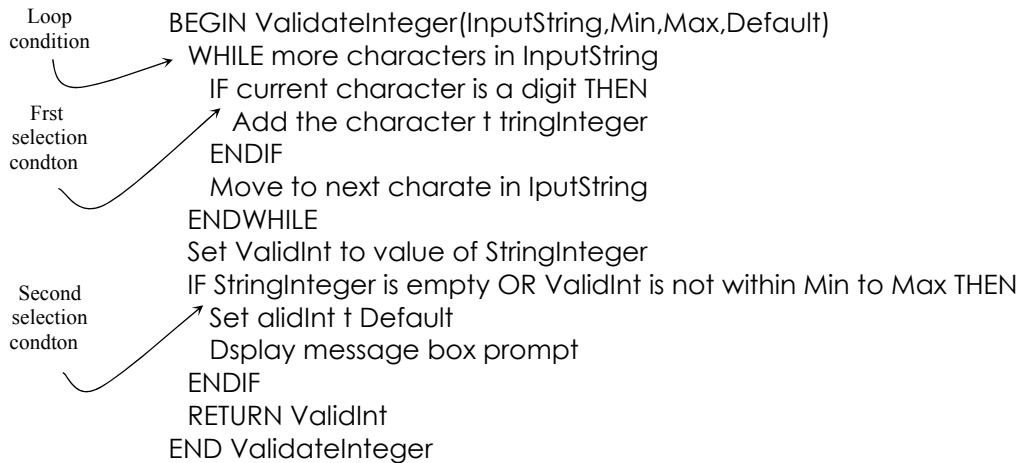 Loop
condition
BEGIN ValidateInteger(InputString,Min,Max,Default)
WHILE more characters in InputString
IF current character is a digit THEN
Frst
selection
condton
Add the character t tringInteger
ENDIF
Move to next charate in IputString
ENDWHILE
Set ValidInt to value of StringInteger
IF StringInteger is empty OR ValidInt is not within Min to Max THEN
Second
selection
condton
Set alidInt t Default
Dsplay message box prompt
ENDIF
RETURN ValidInt
END ValidateInteger